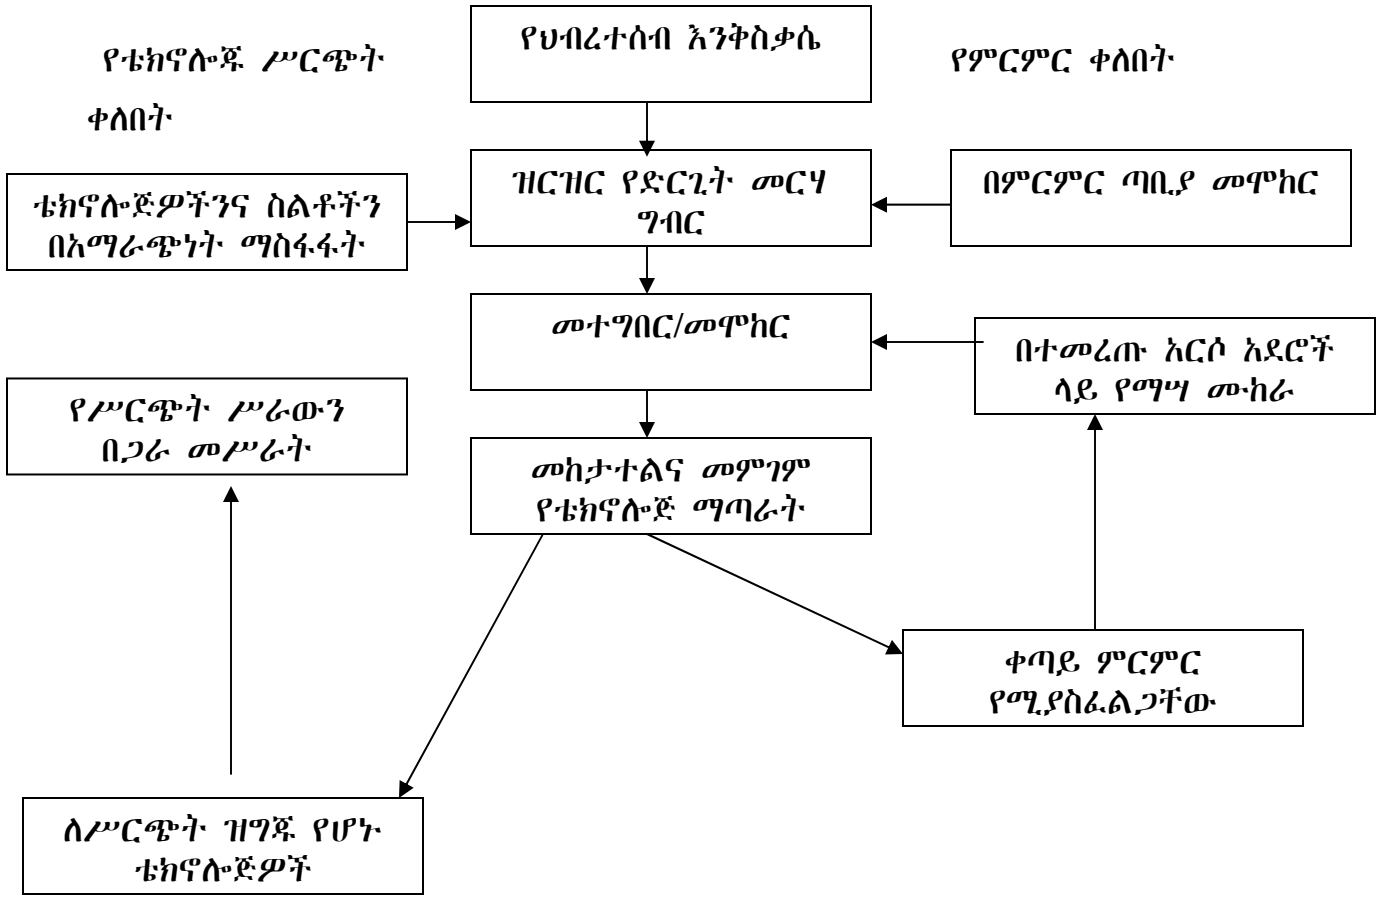 የህብረተሰብ እንቅስቃሴ
የቴክኖሎጂ ሥርጭት
ቀለበት
የምርምር ቀለበት
ዝርዝር የድርጊት መርሃ
ግብር
በምርምር ጣቢያ መሞከር
ቴክኖሎጅዎችንና ስልቶችን
በአማራጭነት ማስፋፋት
መተግበር/መሞከር
በተመረጡ አርሶ አደሮች
ላይ የማሣ ሙከራ
የሥርጭት ሥራውን
በጋራ መሥራት
መከታተልና መምገም
የቴክኖሎጅ ማጣራት
ቀጣይ ምርምር
የሚያስፈልጋቸው
ለሥርጭት ዝግጁ የሆኑ
ቴክኖሎጅዎች